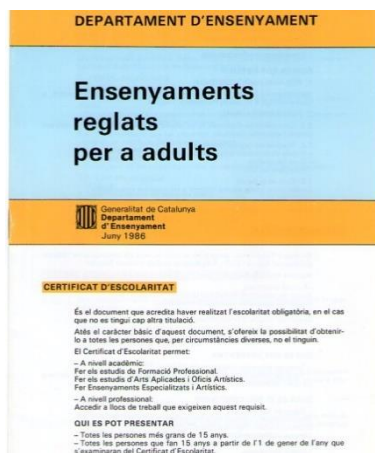 DEPARTAMENT D'ENSENYAMENT
Ensenyaments
reglats
per a adults
Generalitat de Catalunya
Departament
d'Ensenyament
Juny 1986
CERTIFICAT D'ESCOLARITAT
És el document que acredita haver realitzat l'escolaritat obligatòria, en el cas
que no es tingui cap altra titulació.
Atès el caràcter bàsic d'aquest document, s'ofereix la possibilitat d'obtenir-
lo a totes les persones que, per circumstàncies diverses, no el tinguin.
El Certificat d'Escolaritat permet:
– A nivell acadèmic:
Fer els estudis de Formació Professional.
Fer els estudis d'Arts Aplicades i Oficis Artístics.
Fer Ensenyaments Especialitzats i Artístics.
– A nivell professional:
Accedir a llocs de treball que exigeixen aquest requisit.
QUI ES POT PRESENTAR
– Totes les persones més grans de 15 anys.
– Totes les persones que fan 15 anys a partir de l'1 de gener de l'any que
s'examinaran del Certificat d'Escolaritat.